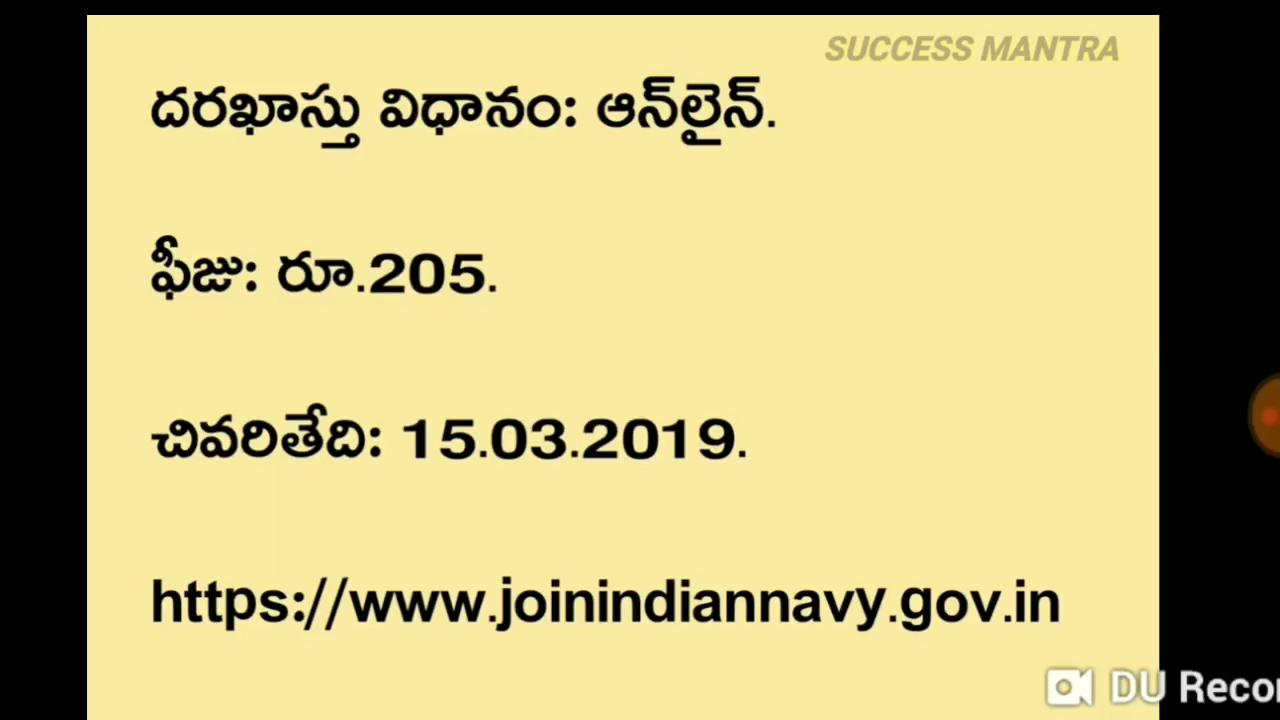 SUCCESS MANTRA
దరఖాస్తు విధానం: ఆన్‌లైన్.
ఫీజు: రూ.205.
చివరితేది: 15.03.2019.
https://www.joinindiannavy.gov.in
DU Recor